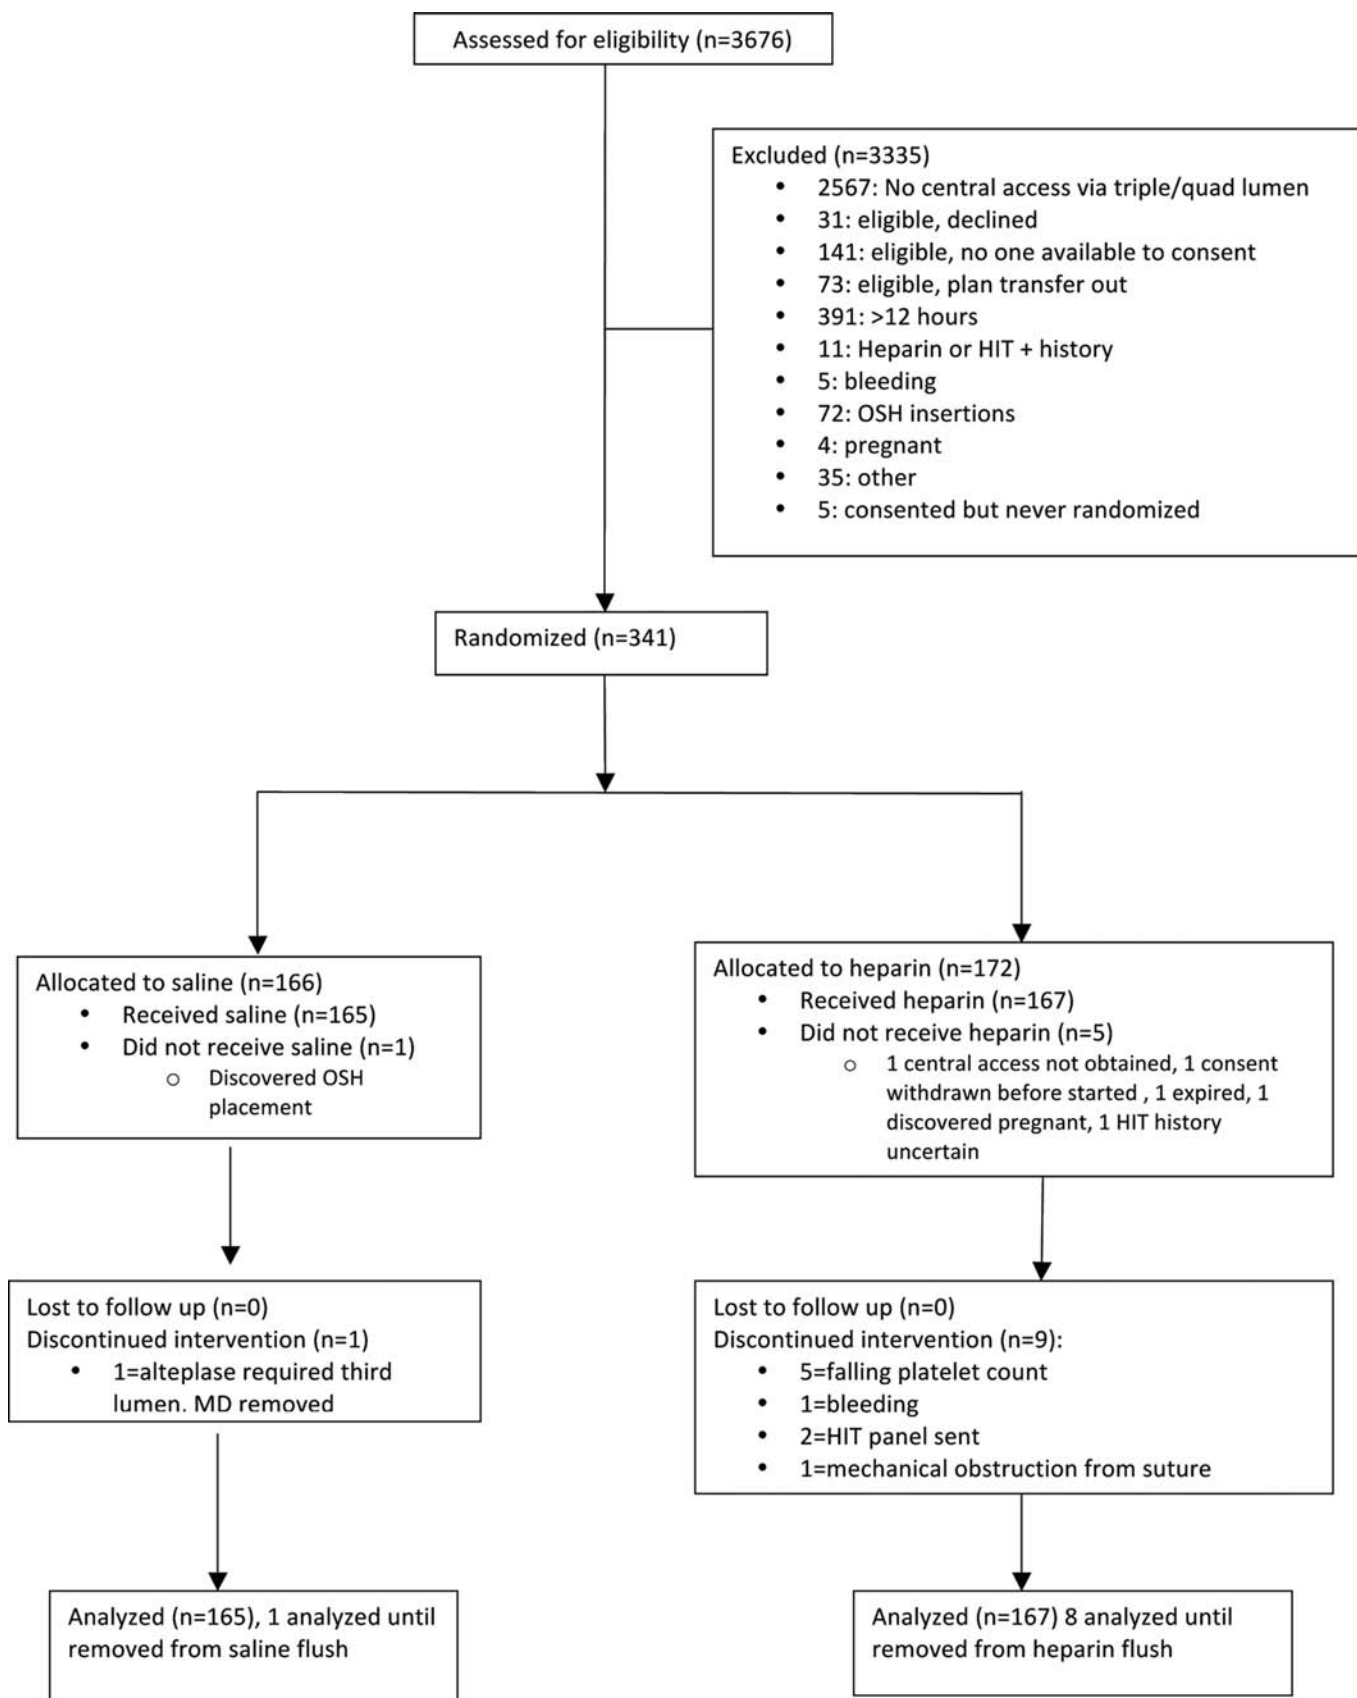 Assessed for eligibility (n=3676)
Excluded (n=3335)
• 2567: No central access via triple/quad lumen
• 31: eligible, declined
• 141: eligible, no one available to consent
• 73: eligible, plan transfer out
• 391: >12 hours
• 11: Heparin or HIT + history
• 5: bleeding
• 72: OSH insertions
• 4: pregnant
• 35: other
• 5: consented but never randomized
Randomized (n=341)
Allocated to saline (n=166)
• Received saline (n=165)
• Did not receive saline (n=1)
o Discovered OSH
placement
Allocated to heparin (n=172)
• Received heparin (n=167)
• Did not receive heparin (n=5)
o 1 central access not obtained, 1 consent
withdrawn before started , 1 expired, 1
discovered pregnant, 1 HIT history
uncertain
Lost to follow up (n=0)
Discontinued intervention (n=1)
• 1=alteplase required third
lumen. MD removed
Lost to follow up (n=0)
Discontinued intervention (n=9):
• 5=falling platelet count
• 1=bleeding
• 2=HIT panel sent
• 1=mechanical obstruction from suture
Analyzed (n=165), 1 analyzed until
removed from saline flush
Analyzed (n=167) 8 analyzed until
removed from heparin flush